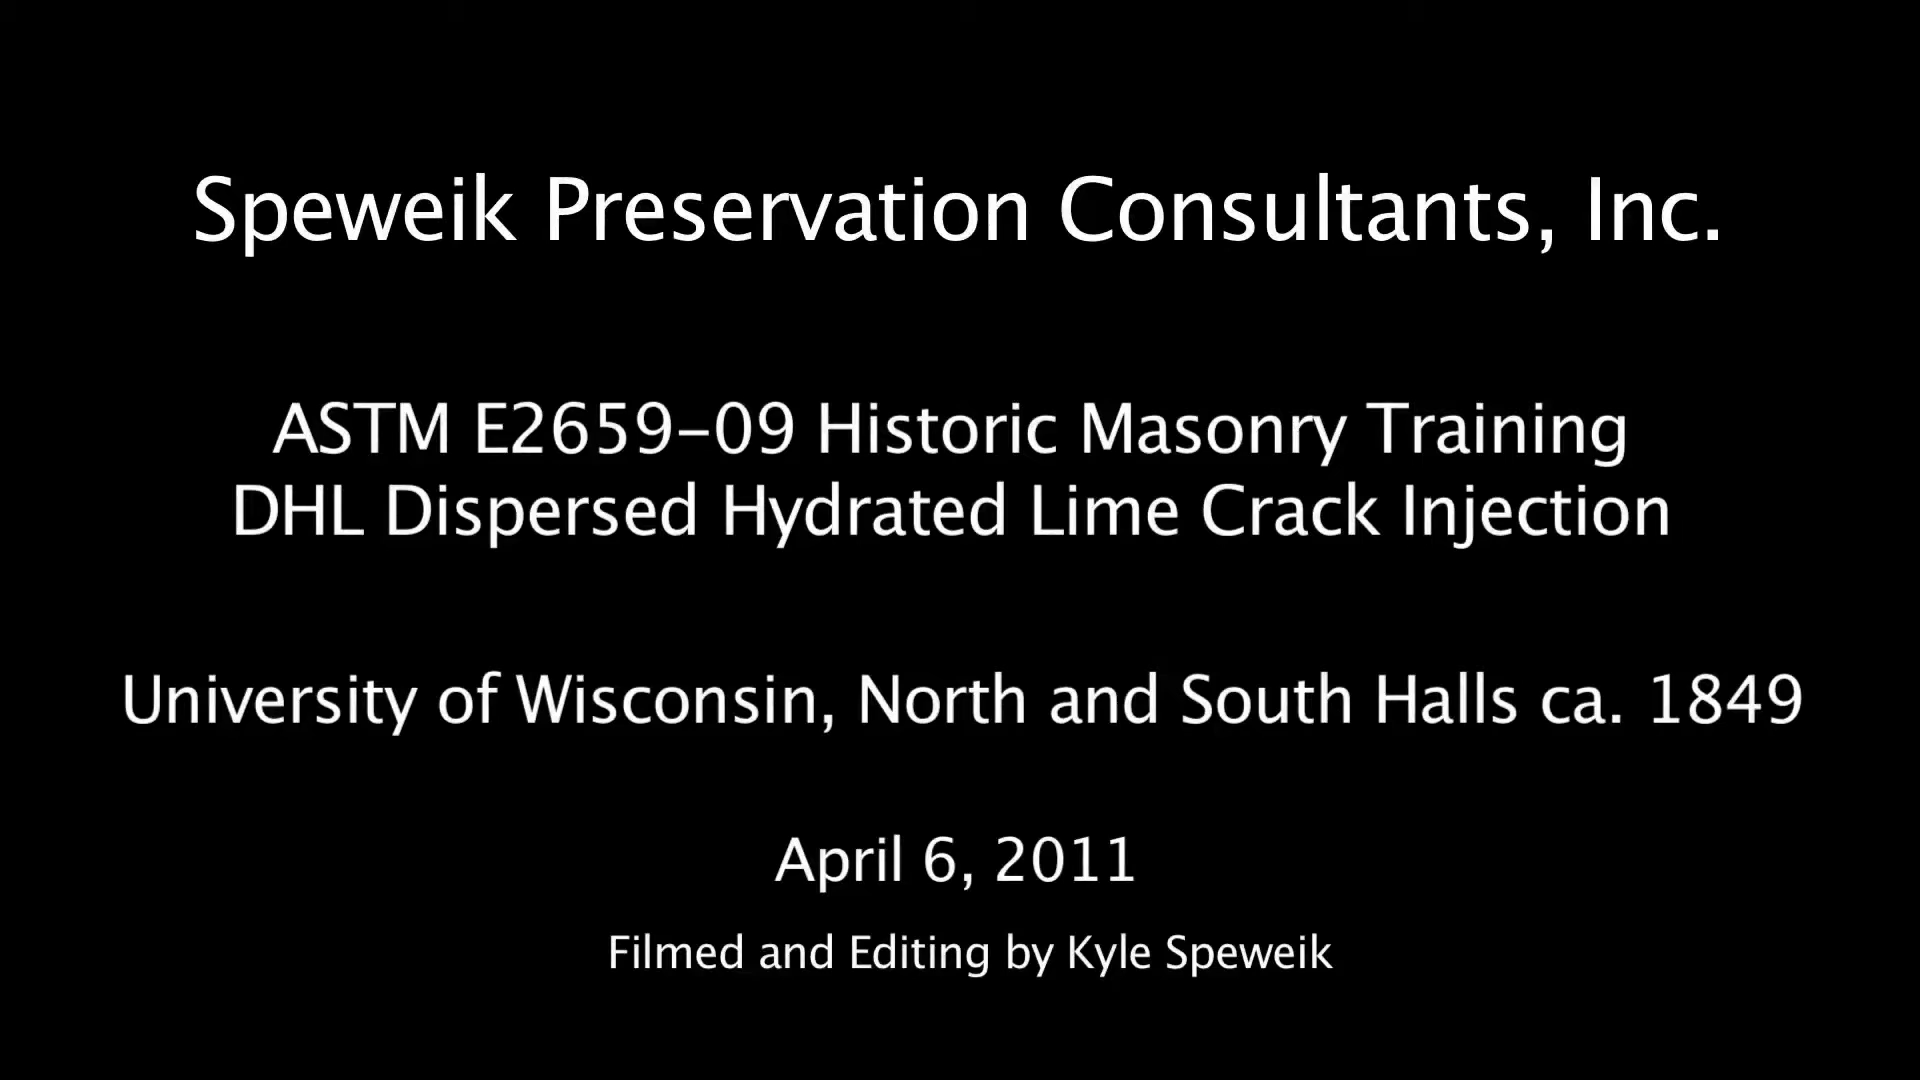 Speweik Preservation Consultants, Inc.
ASTM E2659-09 Historic Masonry Training
DHL Dispersed Hydrated Lime Crack Injection
University of Wisconsin, North and South Halls ca. 1849
April 6, 2011
Filmed and Editing by Kyle Speweik